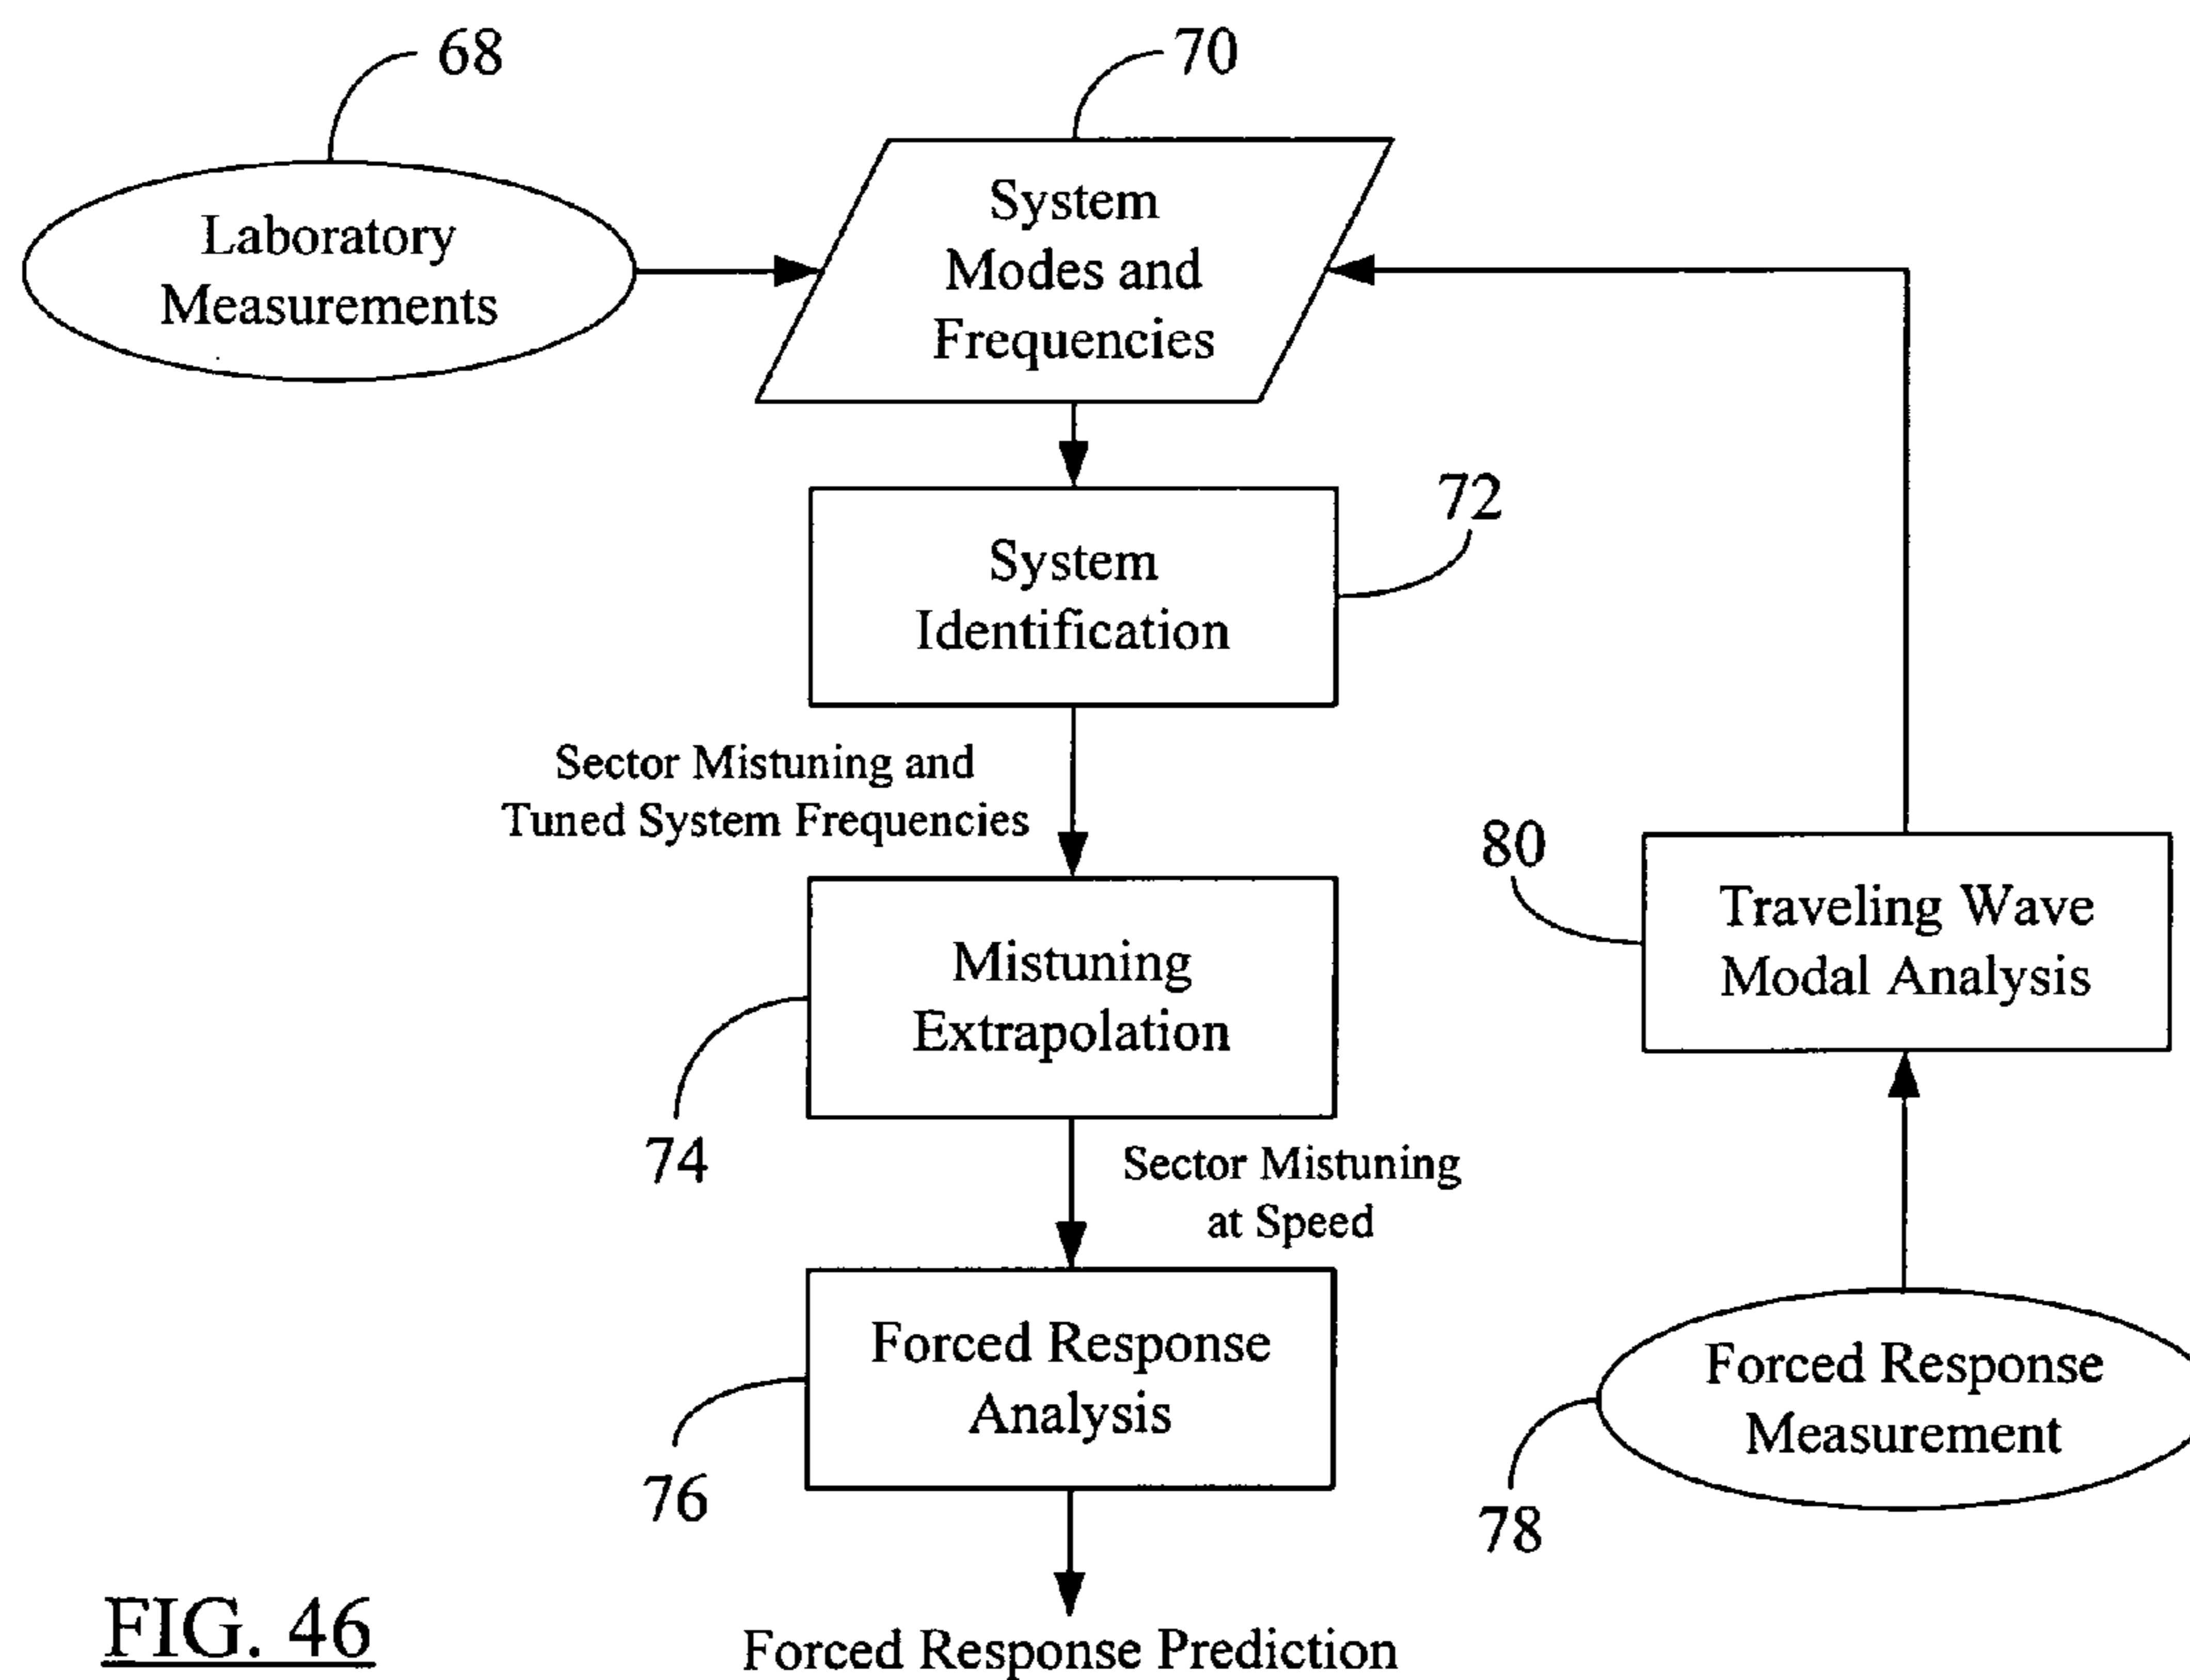 68
70
Laboratory
Measurements
System
Modes and
Frequencies
72
System
Identification
Sector Mistuning and
Tuned System Frequencies
80
Traveling Wave
Modal Analysis
Mistuning
Extrapolation
74
Sector Mistuning
at Speed
Forced Response
Analysis
76
Forced Response
Measurement
78
FIG. 46
Forced Response Prediction